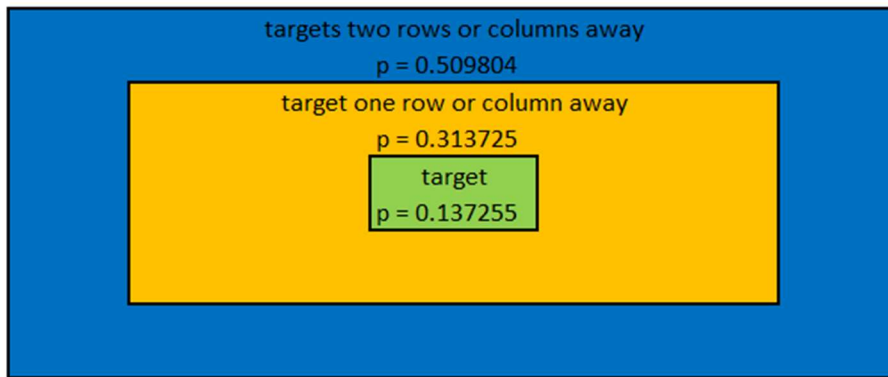 targets two rows or columns away
p = 0.509804
target one row or column away
p = 0.313725
target
p = 0.137255